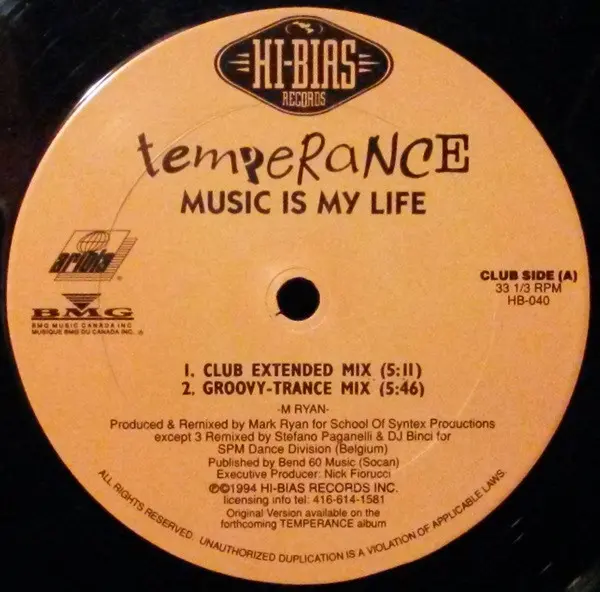 HI-BIAS
RECORDS
temPeRaNCE
MUSIC IS MY LIFE
ariola
BMG
BMG MUSIC CANADA INC.
MUSIQUE BMG DU CANADA INC.
CLUB SIDE (A)
33 1/3 RPM
HB-040
1. CLUB EXTENDED MIX (5:11)
2. GROOVY-TRANCE MIX (5:46)
-M RYAN-
Produced & Remixed by Mark Ryan for School Of Syntex Productions
except 3 Remixed by Stefano Paganelli & DJ Binci for
SPM Dance Division (Belgium)
Published by Bend 60 Music (Socan)
Executive Producer: Nick Fiorucci
℗©1994 HI-BIAS RECORDS INC.
licensing info tel: 416-614-1581
Original Version available on the
forthcoming TEMPERANCE album
ALL RIGHTS RESERVED. UNAUTHORIZED DUPLICATION IS A VIOLATION OF APPLICABLE LAWS.